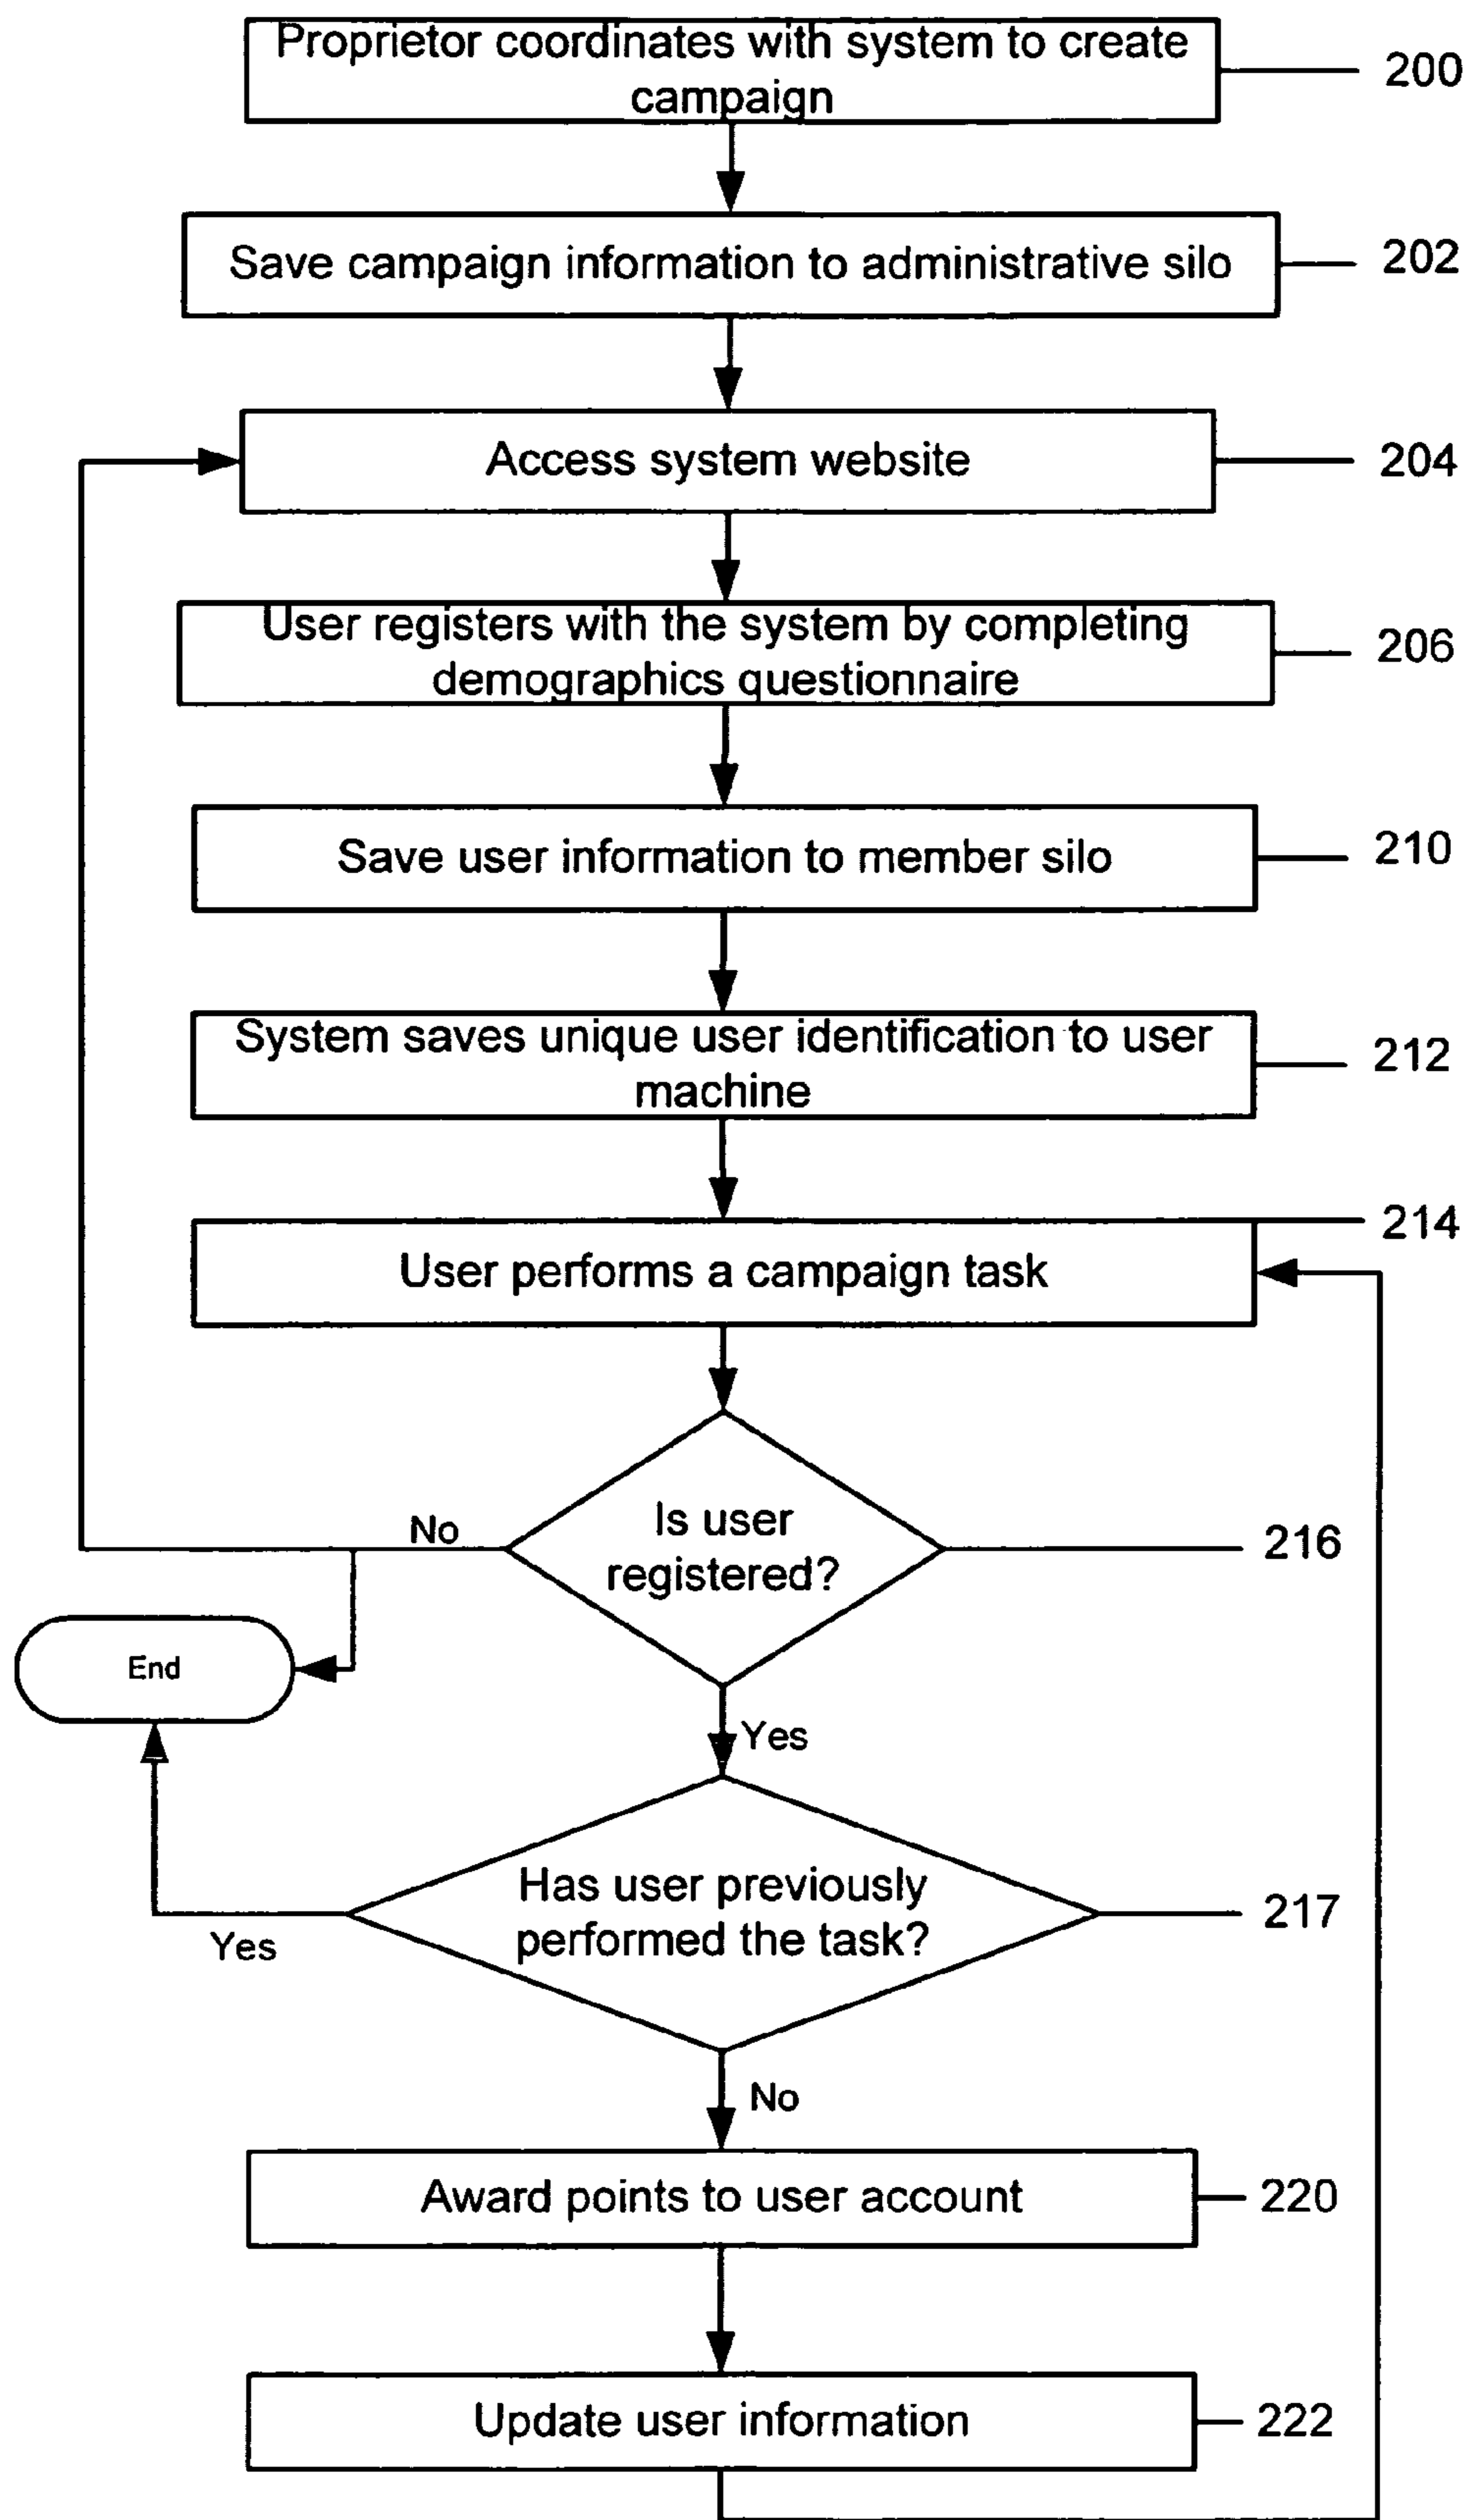 Proprietor coordinates with system to create
campaign
200
Save campaign information to administrative silo
202
Access system website
204
User registers with the system by completing
demographics questionnaire
206
Save user information to member silo
210
System saves unique user identification to user
machine
212
214
User performs a campaign task
No
Is user
registered?
216
End
Yes
Has user previously
performed the task?
217
Yes
No
Award points to user account
220
Update user information
222